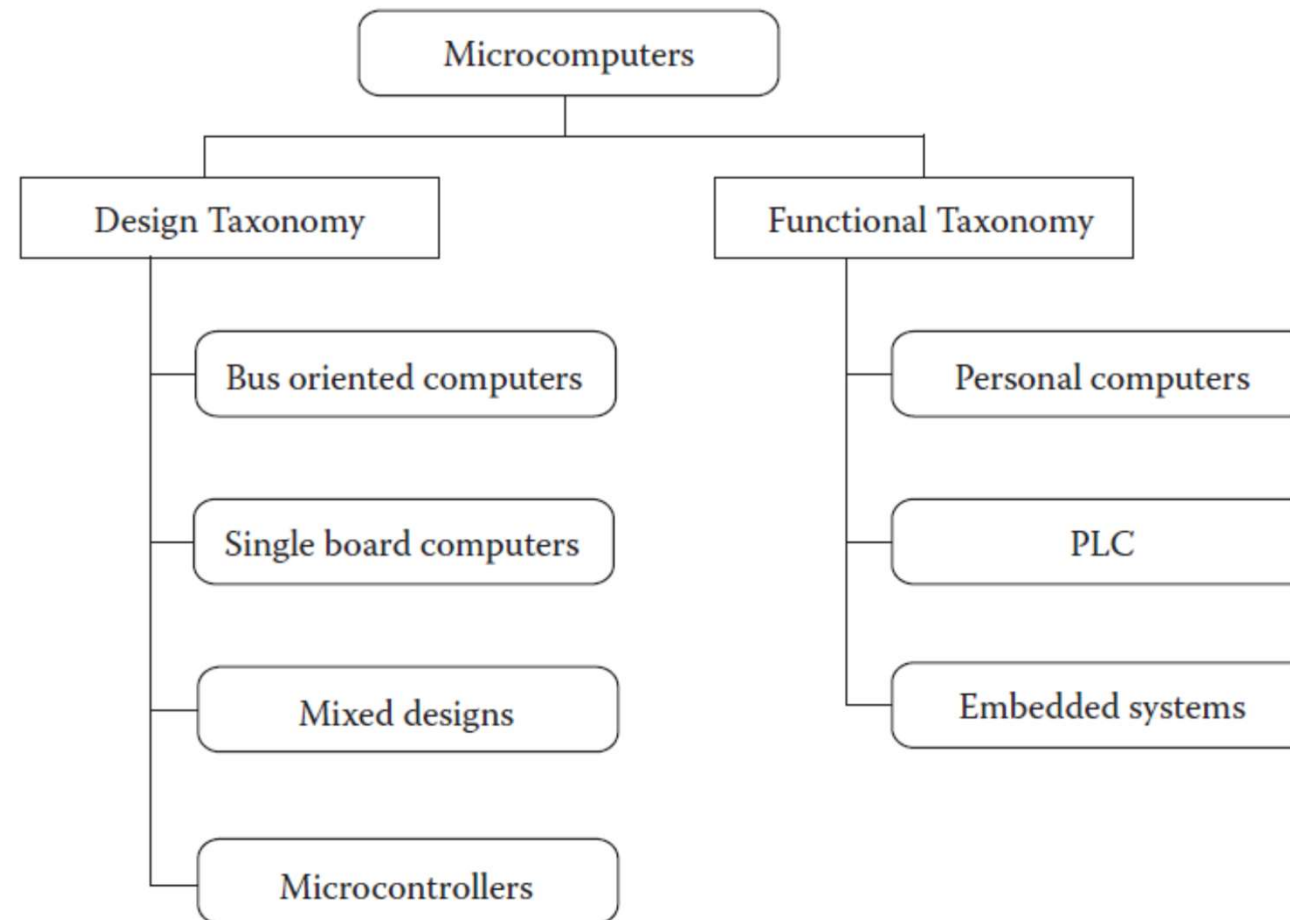 Microcomputers
Design Taxonomy
Functional Taxonomy
Bus oriented computers
Personal computers
Single board computers
PLC
Mixed designs
Embedded systems
Microcontrollers